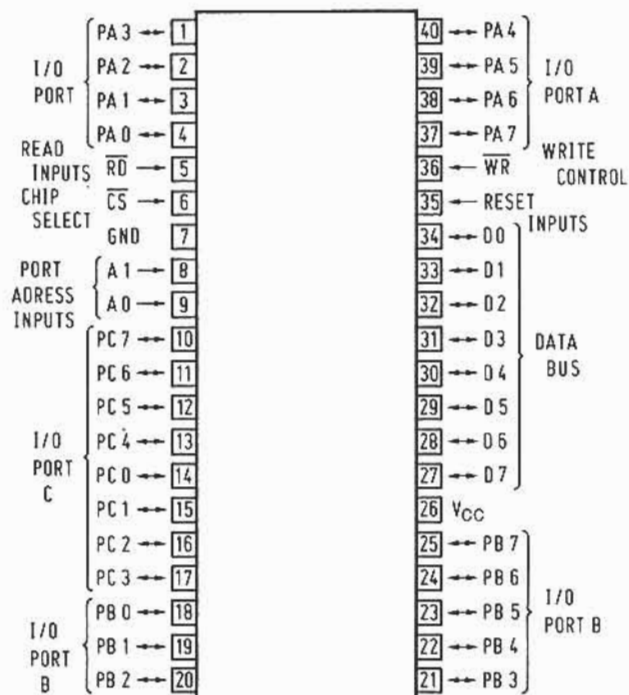 PA3 1
PA2 2
PA1 3
PA0 4
I/O
PORT
READ
INPUTS
RD 5
CHIP
SELECT
CS 6
GND 7
A1 8
A0 9
PORT
ADRESS
INPUTS
PC7 10
PC6 11
PC5 12
PC4 13
PC0 14
PC1 15
PC2 16
PC3 17
I/O
PORT
C
PB0 18
PB1 19
PB2 20
I/O
PORT
B
40 PA4
39 PA5
38 PA6
37 PA7
I/O
PORT A
36 WR
WRITE
CONTROL
35 RESET
INPUTS
34 D0
33 D1
32 D2
31 D3
30 D4
29 D5
28 D6
27 D7
DATA
BUS
26 VCC
25 PB7
24 PB6
23 PB5
22 PB4
21 PB3
I/O
PORT B